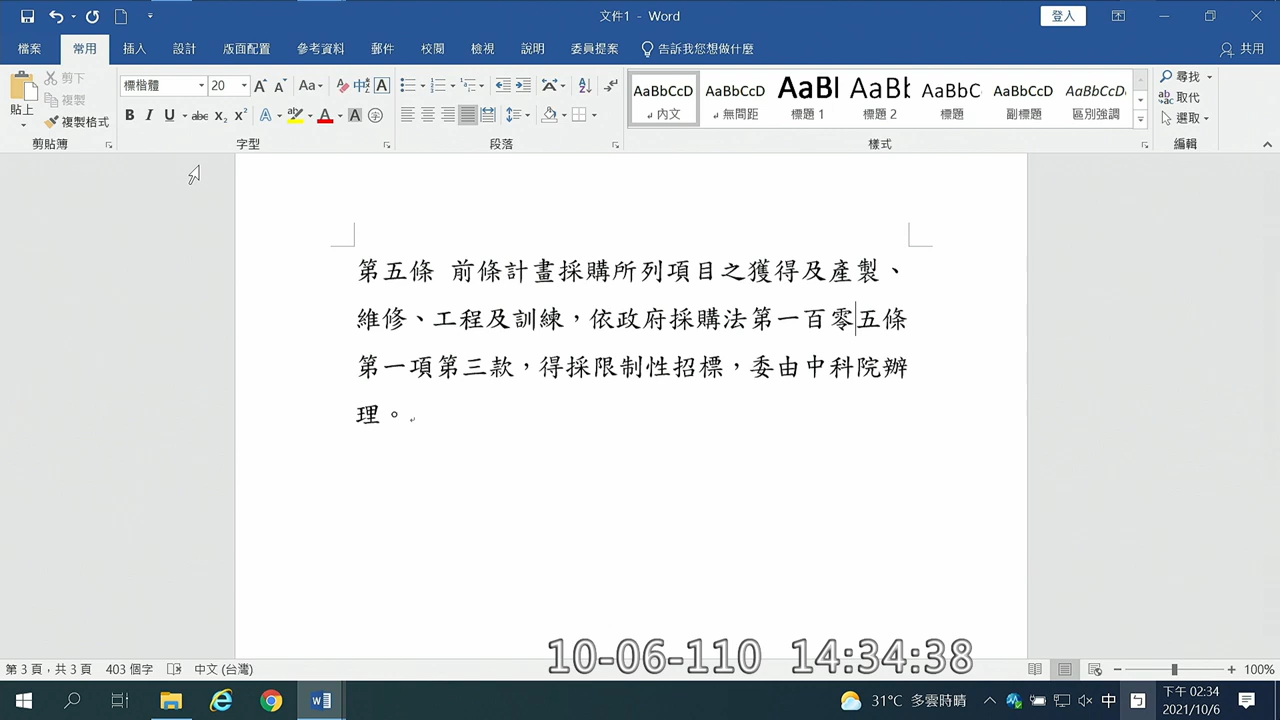 文件1 - Word
登入
檔案 常用 插入 設計 版面配置 參考資料 郵件 校閱 檢視 說明 委員提案 告訴我您想做什麼 共用
貼上 剪下 複製 複製格式
標楷體 20
AaBbCcD AaBbCcD AaBl AaBb AaBbC AaBbCcD AaBbCcD.
內文 無間距 標題 1 標題 2 標題 副標題 區別強調
尋找 取代 選取
剪貼簿 字型 段落 樣式 編輯
第五條 前條計畫採購所列項目之獲得及產製、
維修、工程及訓練，依政府採購法第一百零五條
第一項第三款，得採限制性招標，委由中科院辦
理。
10-06-110 14:34:38
第 3 頁，共 3 頁 403 個字 中文 (台灣) 100%
31°C 多雲時晴 中 下午 02:34
2021/10/6